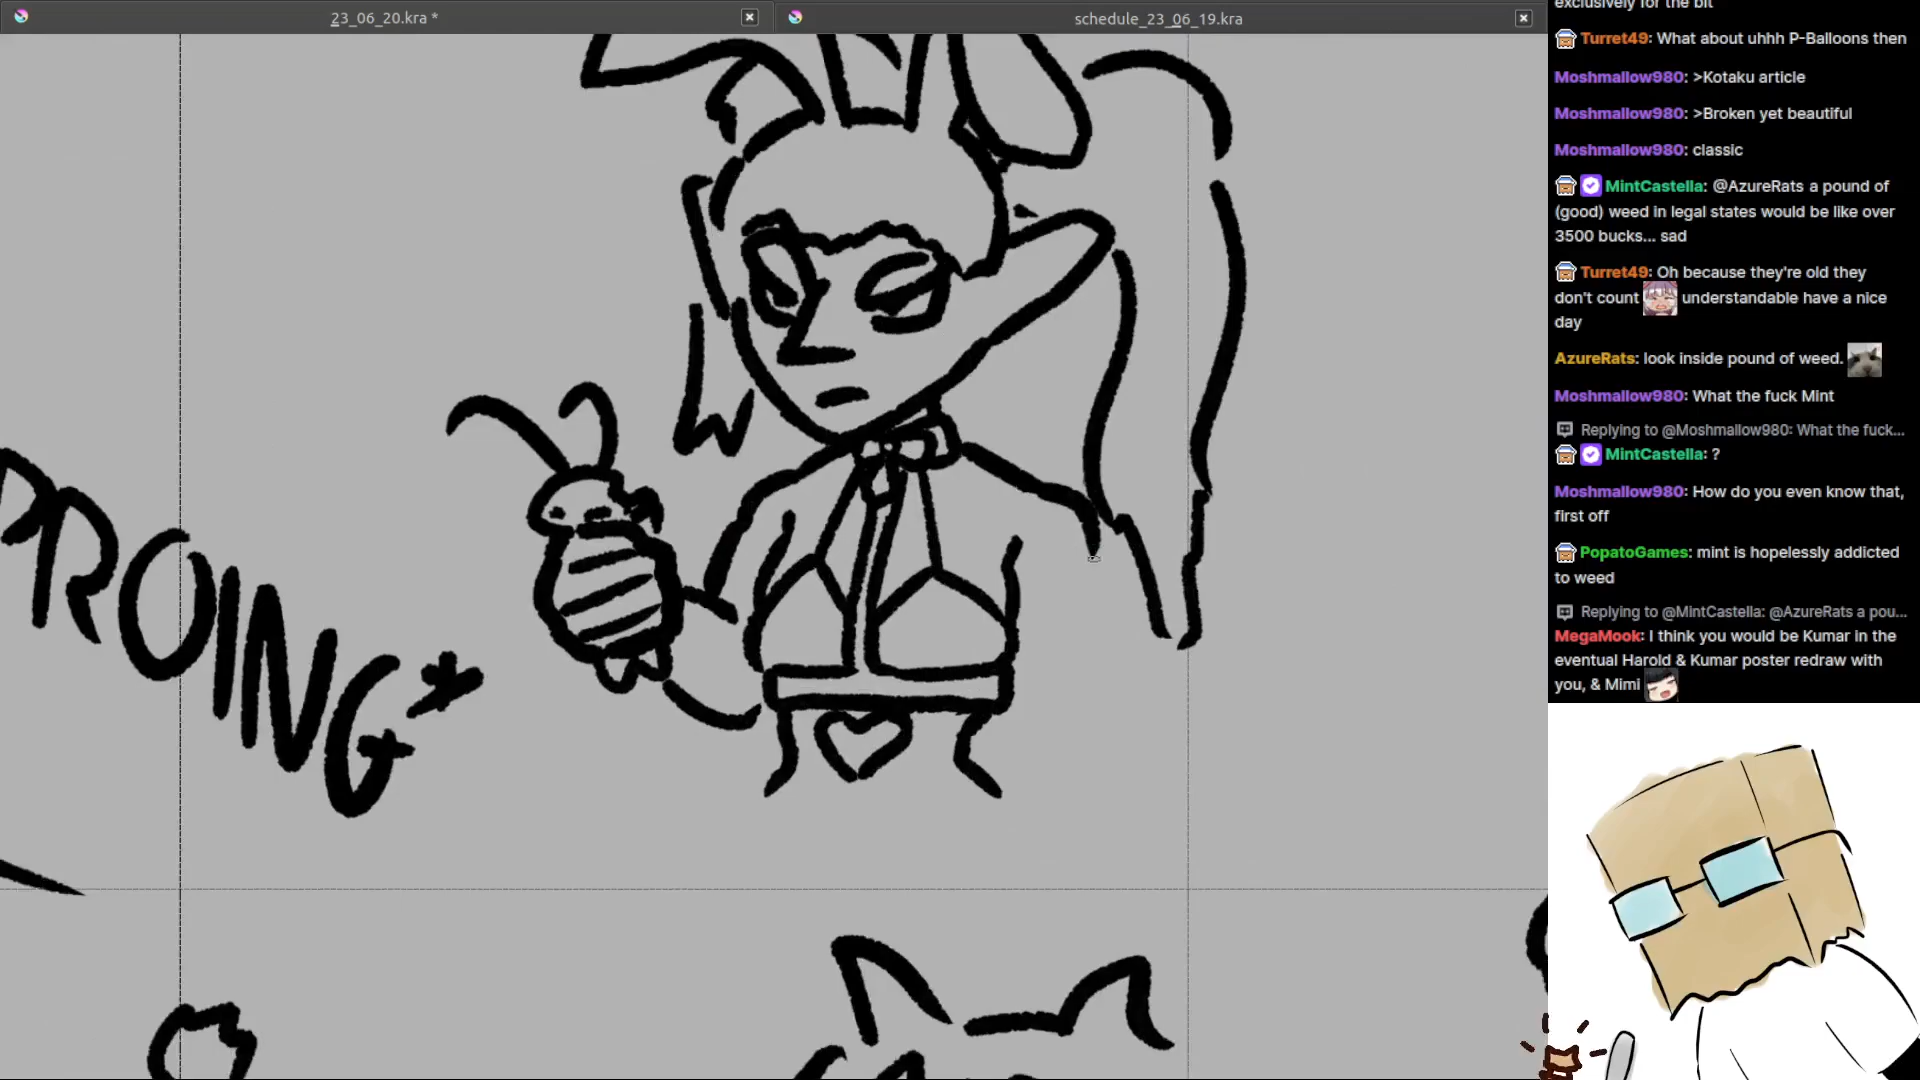 23_06_20.kra *
schedule_23_06_19.kra
exclusively for the bit
Turret49: What about uhhh P-Balloons then
Moshmallow980: >Kotaku article
Moshmallow980: >Broken yet beautiful
Moshmallow980: classic
MintCastella: @AzureRats a pound of
(good) weed in legal states would be like over
3500 bucks... sad
Turret49: Oh because they're old they
don't count understandable have a nice
day
AzureRats: look inside pound of weed.
Moshmallow980: What the fuck Mint
Replying to @Moshmallow980: What the fuck...
MintCastella: ?
Moshmallow980: How do you even know that,
first off
PopatoGames: mint is hopelessly addicted
to weed
Replying to @MintCastella: @AzureRats a pou...
MegaMook: I think you would be Kumar in the
eventual Harold & Kumar poster redraw with
you, & Mimi
PROING*